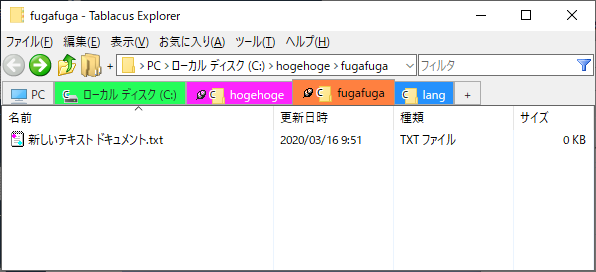 fugafuga - Tablacus Explorer
ファイル(F) 編集(E) 表示(V) お気に入り(A) ツール(T) ヘルプ(H)
+ > PC > ローカル ディスク (C:) > hogehoge > fugafuga フィルタ
PC ローカル ディスク (C:) hogehoge fugafuga lang +
名前 更新日時 種類 サイズ
新しいテキスト ドキュメント.txt 2020/03/16 9:51 TXT ファイル 0 KB